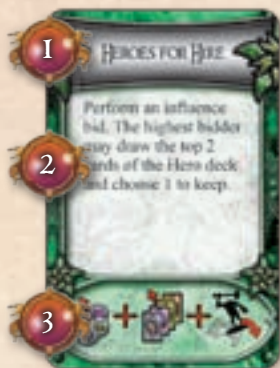 1
HEROES FOR HIRE
Perform an influence
bid. The highest bidder
may draw the top 2
cards of the Hero deck
and choose 1 to keep.
2
3